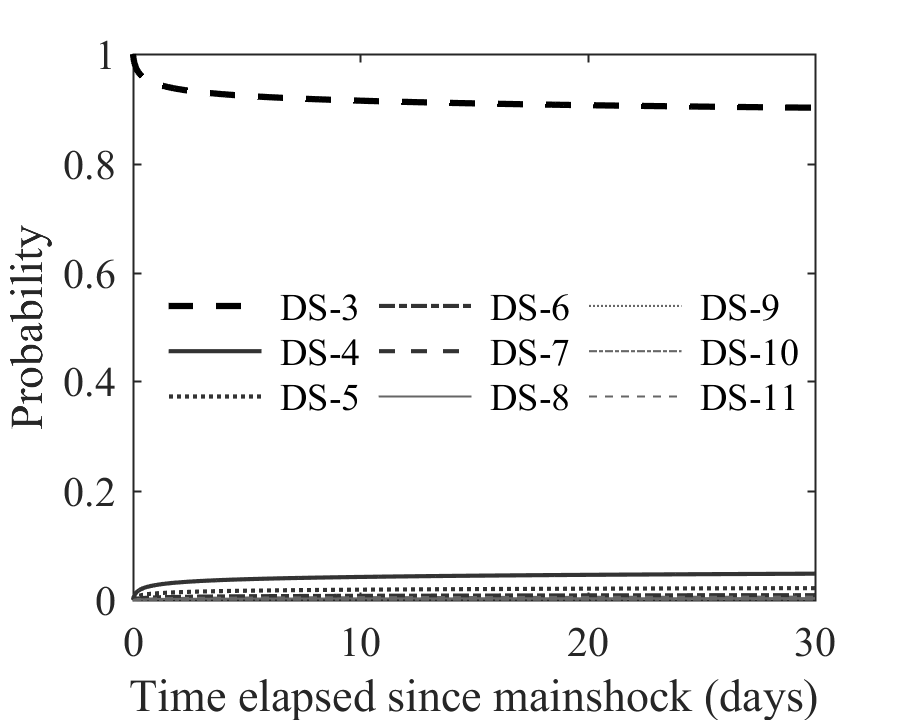 1
0.8
0.6
0.4
0.2
0
Probability
DS-3 DS-6 DS-9
DS-4 DS-7 DS-10
DS-5 DS-8 DS-11
0 10 20 30
Time elapsed since mainshock (days)